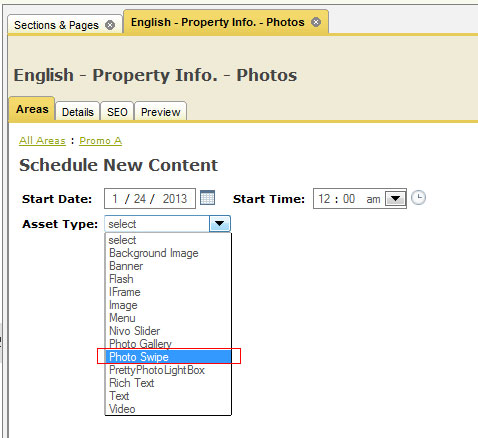 Sections & Pages English - Property Info. - Photos
English - Property Info. - Photos
Areas Details SEO Preview
All Areas : Promo A
Schedule New Content
Start Date: 1 / 24 / 2013 Start Time: 12 : 00 am
Asset Type: select
select
Background Image
Banner
Flash
IFrame
Image
Menu
Nivo Slider
Photo Gallery
Photo Swipe
PrettyPhotoLightBox
Rich Text
Text
Video